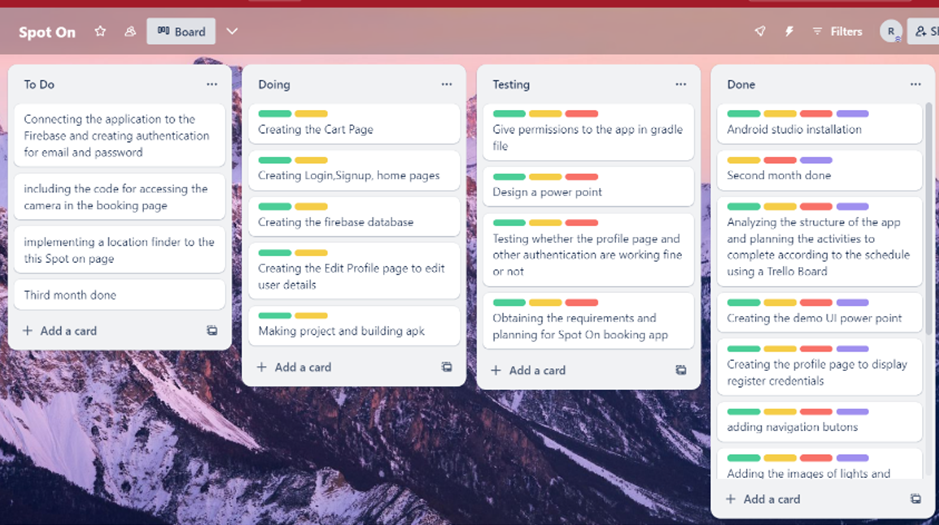 Spot On
Board
Filters
R
To Do
Connecting the application to the
Firebase and creating authentication
for email and password
including the code for accessing the
camera in the booking page
implementing a location finder to the
this Spot on page
Third month done
+ Add a card
Doing
Creating the Cart Page
Creating Login,Signup, home pages
Creating the firebase database
Creating the Edit Profile page to edit
user details
Making project and building apk
+ Add a card
Testing
Give permissions to the app in gradle
file
Design a power point
Testing whether the profile page and
other authentication are working fine
or not
Obtaining the requirements and
planning for Spot On booking app
+ Add a card
Done
Android studio installation
Second month done
Analyzing the structure of the app
and planning the activities to
complete according to the schedule
using a Trello Board
Creating the demo UI power point
Creating the profile page to display
register credentials
adding navigation butons
Adding the images of lights and
+ Add a card